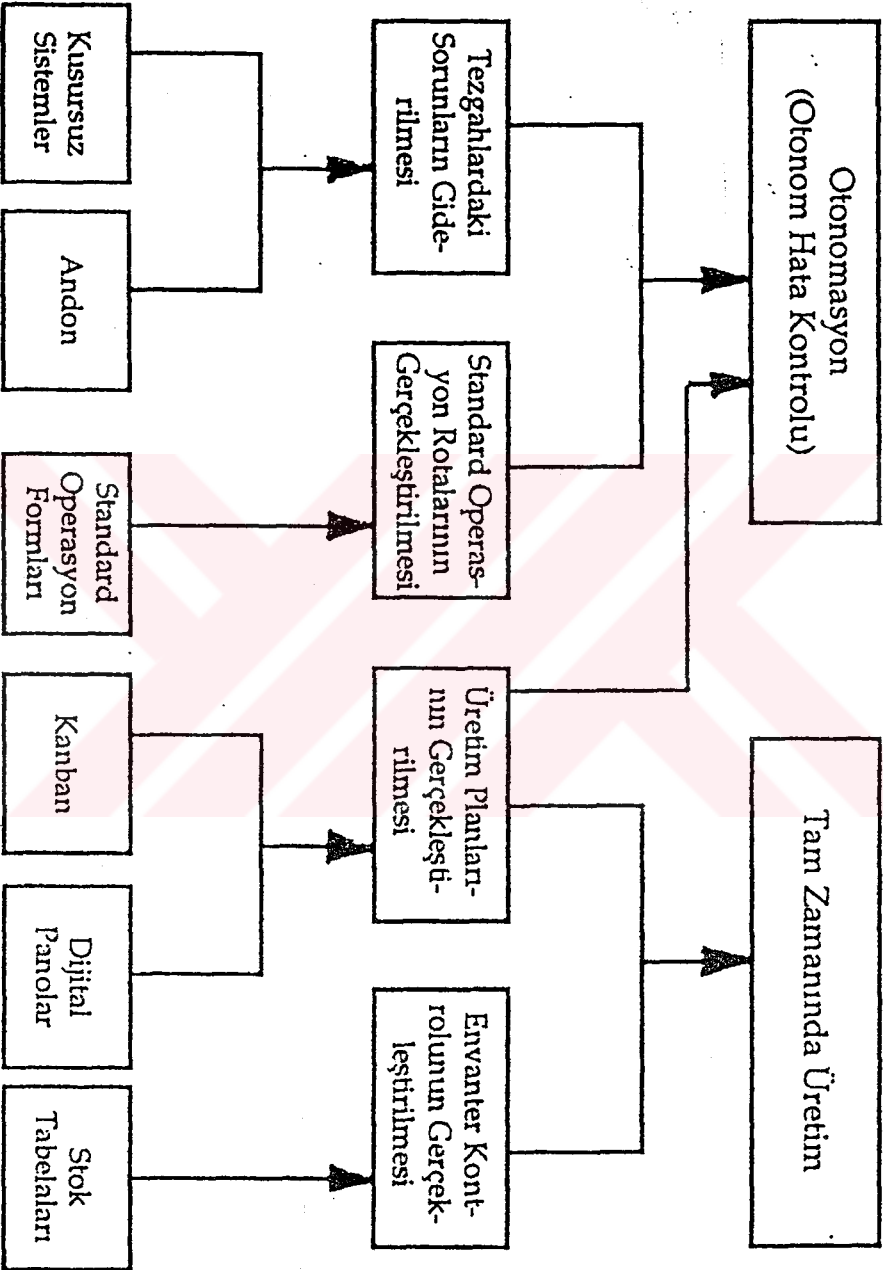 Otonomasyon
(Otonom Hata Kontrolu)
Tam Zamanında Üretim
Tezgahlardaki
Sorunların Gide-
rilmesi
Standard Operas-
yon Rotalarının
Gerçekleştirilmesi
Üretim Planları-
nın Gerçekleşti-
rilmesi
Envanter Kont-
rolunun Gerçek-
leştirilmesi
Kusursuz
Sistemler
Andon
Standard
Operasyon
Formları
Kanban
Dijital
Panolar
Stok
Tabelaları